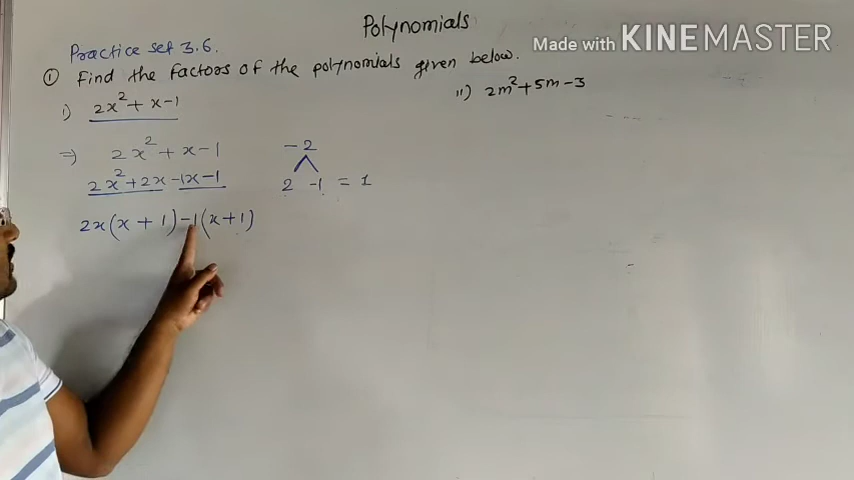 Polynomials
Made with KINEMASTER
Practice set 3.6.
① Find the factors of the polynomials given below.
i) 2x² + x - 1
ii) 2m² + 5m - 3
⇒ 2x² + x - 1
- 2
2x² + 2x - 1x - 1
2 -1 = 1
2x(x + 1) - 1(x + 1)